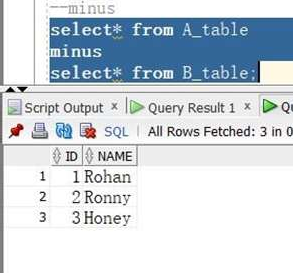 --minus
select* from A_table
minus
select* from B_table;
Script Output × Query Result 1 × Qu
SQL | All Rows Fetched: 3 in 0
ID NAME
1 1 Rohan
2 2 Ronny
3 3 Honey